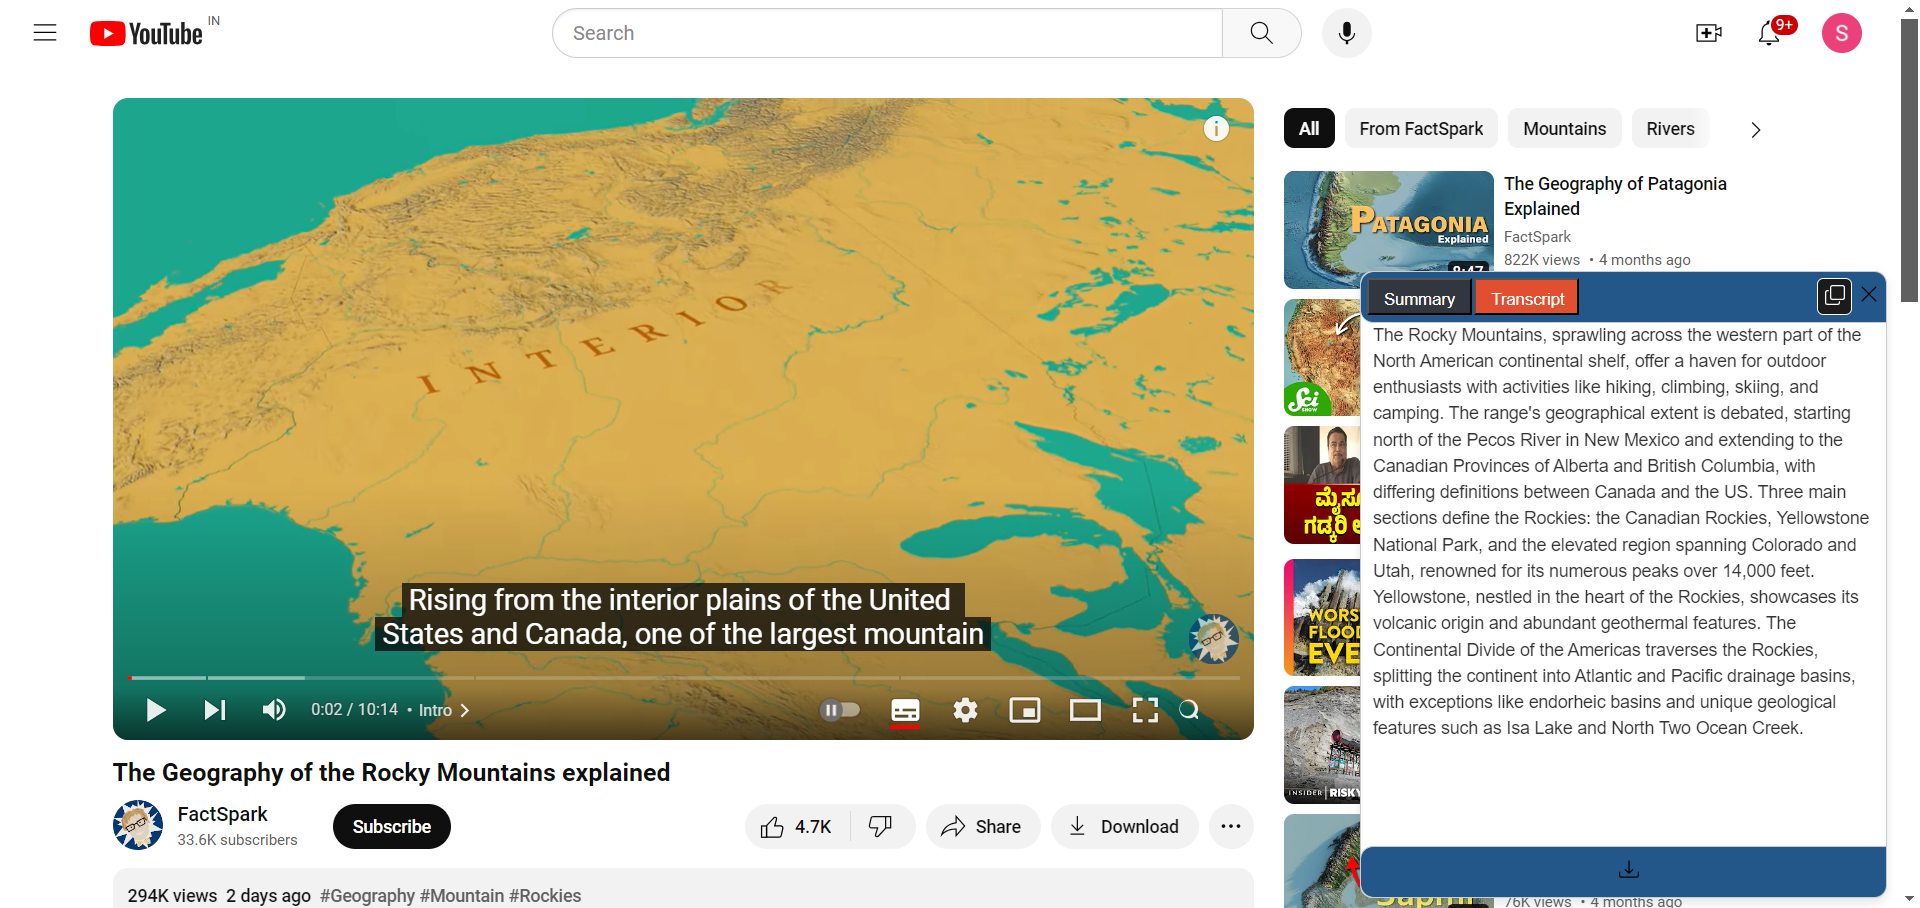 YouTube IN
Search
9+
S
INTERIOR
Rising from the interior plains of the United
States and Canada, one of the largest mountain
0:02 / 10:14 • Intro
The Geography of the Rocky Mountains explained
FactSpark
33.6K subscribers
Subscribe
4.7K
Share
Download
294K views 2 days ago #Geography #Mountain #Rockies
All
From FactSpark
Mountains
Rivers
PATAGONIA
Explained
The Geography of Patagonia
Explained
FactSpark
822K views • 4 months ago
Sci
SHOW
INSIDER
76K views • 4 months ago
Summary
Transcript
The Rocky Mountains, sprawling across the western part of the
North American continental shelf, offer a haven for outdoor
enthusiasts with activities like hiking, climbing, skiing, and
camping. The range's geographical extent is debated, starting
north of the Pecos River in New Mexico and extending to the
Canadian Provinces of Alberta and British Columbia, with
differing definitions between Canada and the US. Three main
sections define the Rockies: the Canadian Rockies, Yellowstone
National Park, and the elevated region spanning Colorado and
Utah, renowned for its numerous peaks over 14,000 feet.
Yellowstone, nestled in the heart of the Rockies, showcases its
volcanic origin and abundant geothermal features. The
Continental Divide of the Americas traverses the Rockies,
splitting the continent into Atlantic and Pacific drainage basins,
with exceptions like endorheic basins and unique geological
features such as Isa Lake and North Two Ocean Creek.